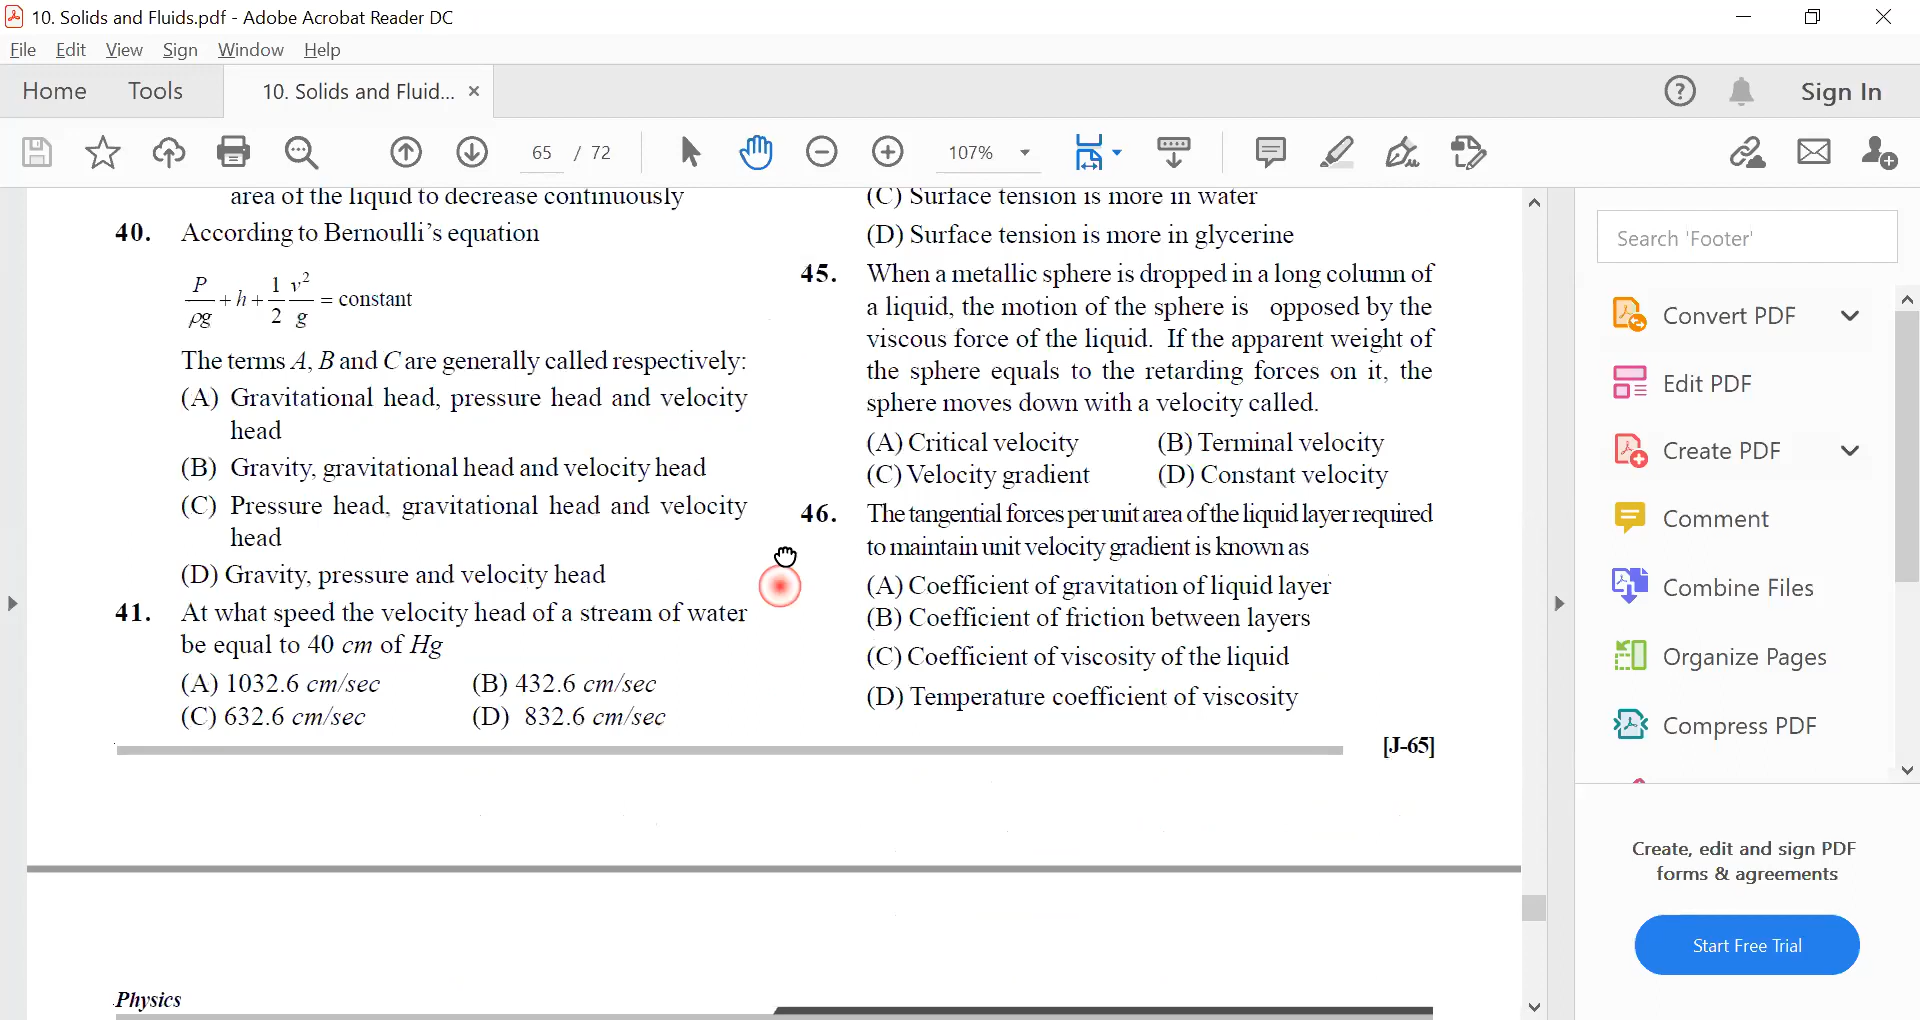 10. Solids and Fluids.pdf - Adobe Acrobat Reader DC
File Edit View Sign Window Help
Home Tools 10. Solids and Fluid... ×
Sign In
65 / 72
107%
area of the liquid to decrease continuously
40. According to Bernoulli's equation
P/ρg + h + 1/2 v²/g = constant
The terms A, B and C are generally called respectively:
(A) Gravitational head, pressure head and velocity
head
(B) Gravity, gravitational head and velocity head
(C) Pressure head, gravitational head and velocity
head
(D) Gravity, pressure and velocity head
41. At what speed the velocity head of a stream of water
be equal to 40 cm of Hg
(A) 1032.6 cm/sec (B) 432.6 cm/sec
(C) 632.6 cm/sec (D) 832.6 cm/sec
(C) Surface tension is more in water
(D) Surface tension is more in glycerine
45. When a metallic sphere is dropped in a long column of
a liquid, the motion of the sphere is opposed by the
viscous force of the liquid. If the apparent weight of
the sphere equals to the retarding forces on it, the
sphere moves down with a velocity called.
(A) Critical velocity (B) Terminal velocity
(C) Velocity gradient (D) Constant velocity
46. The tangential forces per unit area of the liquid layer required
to maintain unit velocity gradient is known as
(A) Coefficient of gravitation of liquid layer
(B) Coefficient of friction between layers
(C) Coefficient of viscosity of the liquid
(D) Temperature coefficient of viscosity
[J-65]
Physics
Search 'Footer'
Convert PDF
Edit PDF
Create PDF
Comment
Combine Files
Organize Pages
Compress PDF
Create, edit and sign PDF
forms & agreements
Start Free Trial